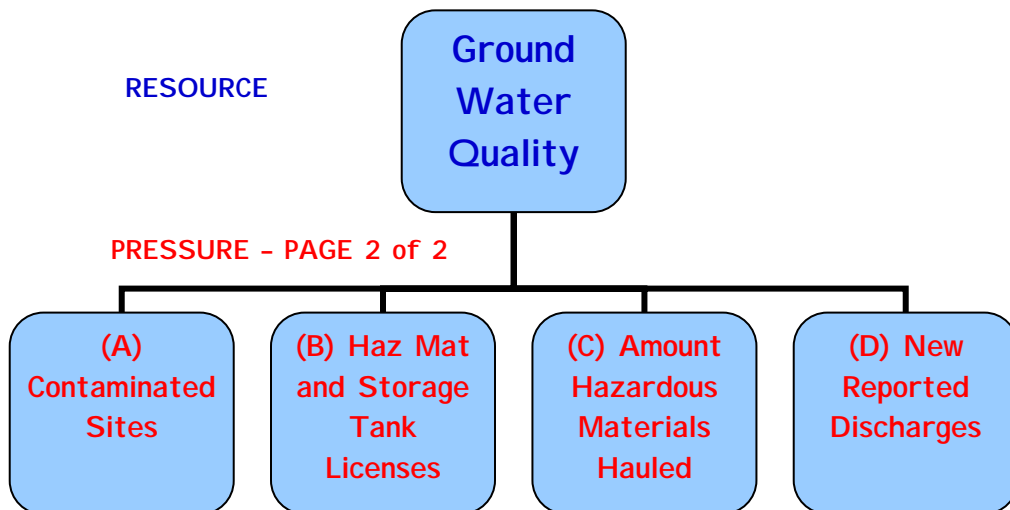 Ground
Water
Quality
RESOURCE
PRESSURE – PAGE 2 of 2
(A)
Contaminated
Sites
(B) Haz Mat
and Storage
Tank
Licenses
(C) Amount
Hazardous
Materials
Hauled
(D) New
Reported
Discharges